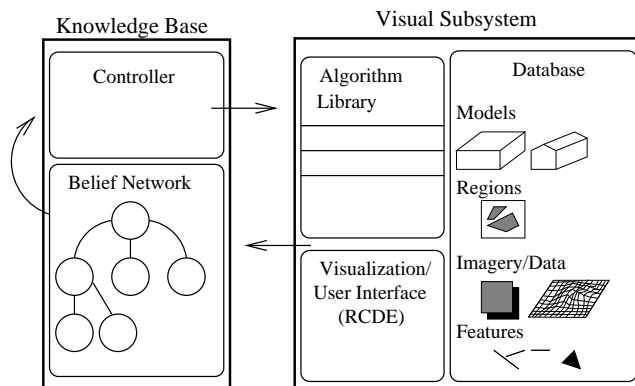 Knowledge Base
Controller
Belief Network
Visual Subsystem
Algorithm
Library
Visualization/
User Interface
(RCDE)
Database
Models
Regions
Imagery/Data
Features